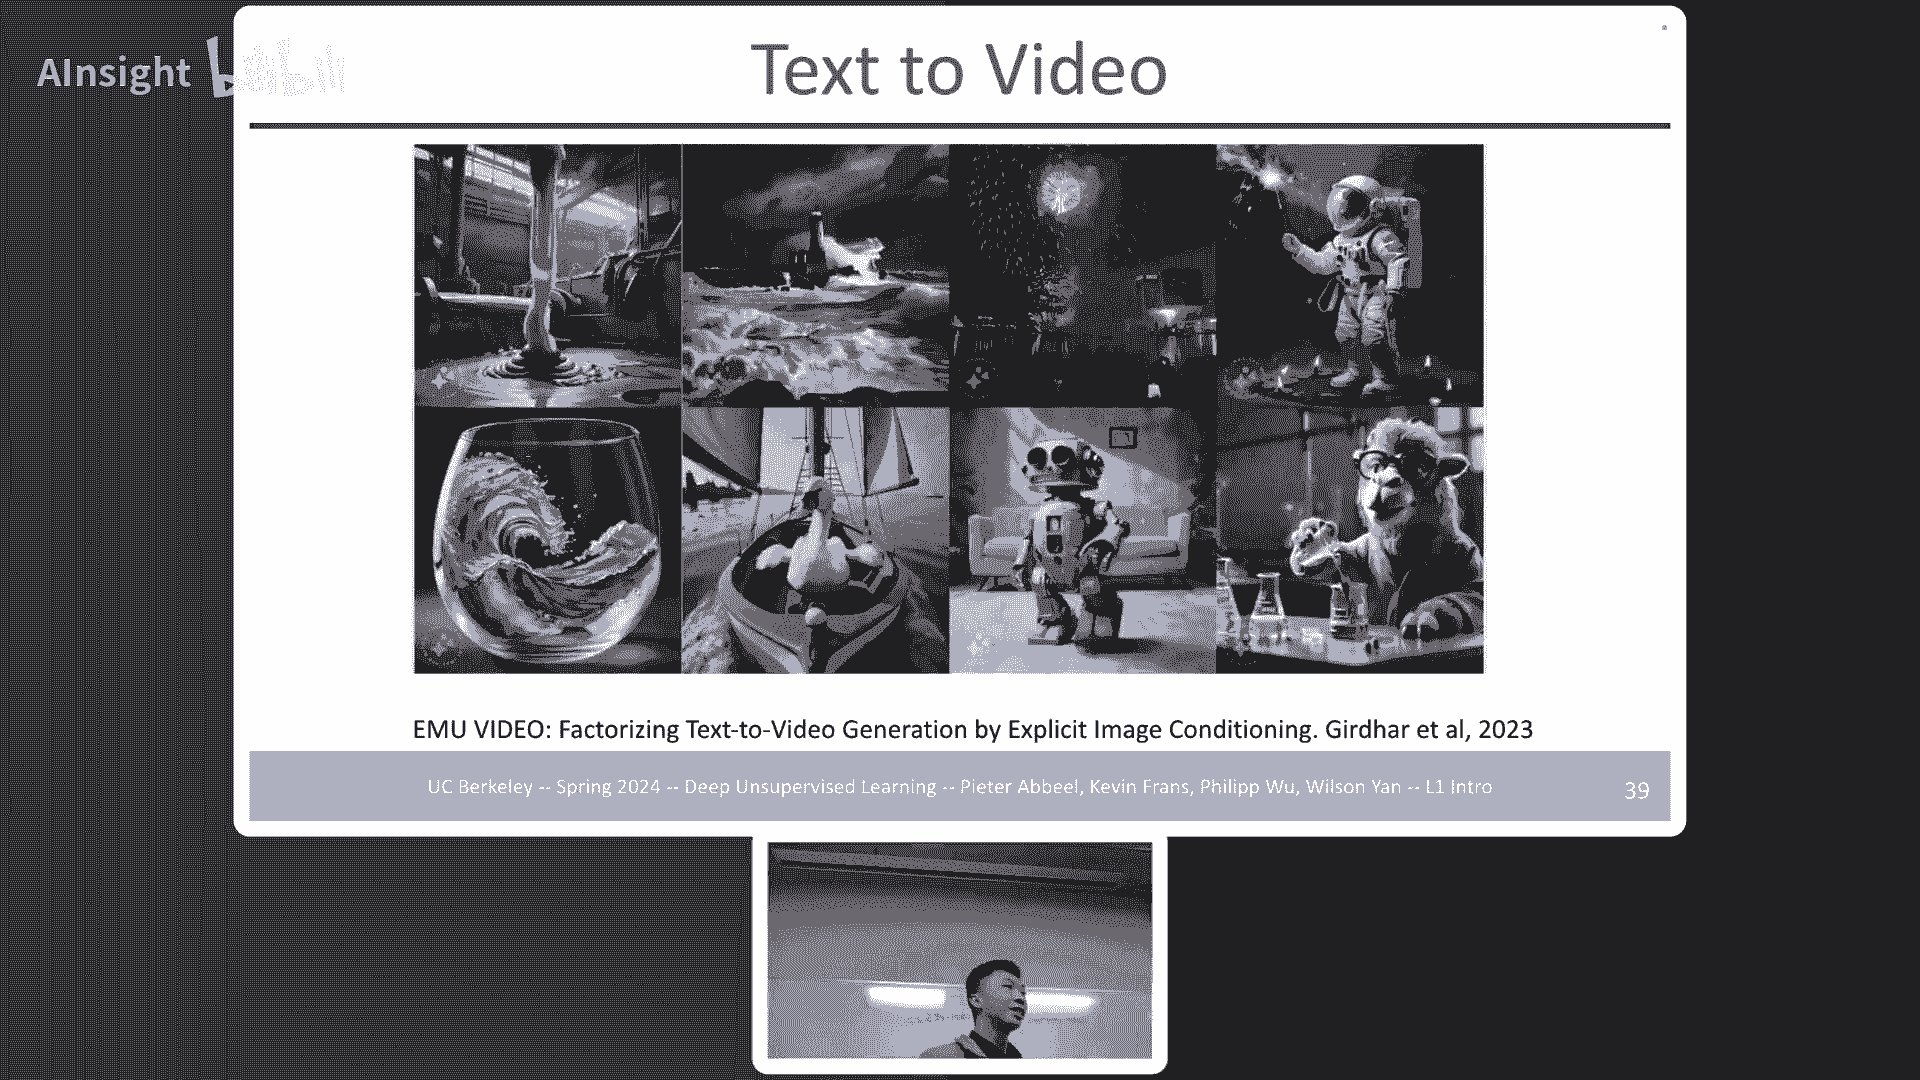 AInsight bilibili
Text to Video
EMU VIDEO: Factorizing Text-to-Video Generation by Explicit Image Conditioning. Girdhar et al, 2023
UC Berkeley -- Spring 2024 -- Deep Unsupervised Learning -- Pieter Abbeel, Kevin Frans, Philipp Wu, Wilson Yan -- L1 Intro
39